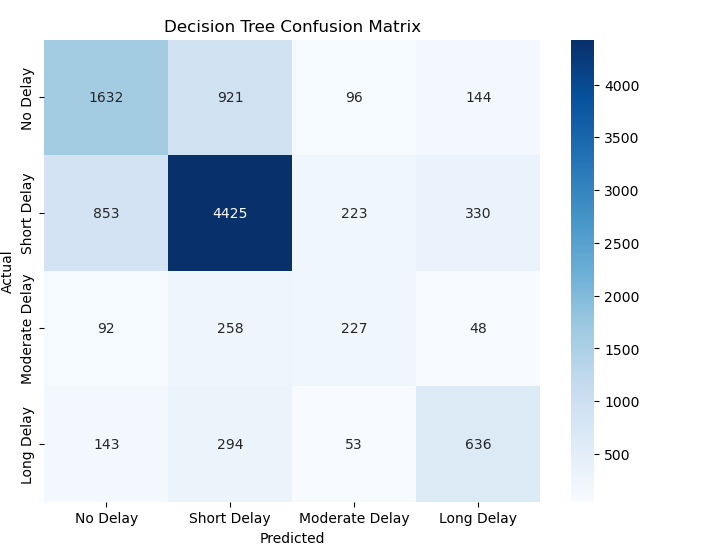 Decision Tree Confusion Matrix
Actual
No Delay
1632 921 96 144
Short Delay
853 4425 223 330
Moderate Delay
92 258 227 48
Long Delay
143 294 53 636
No Delay Short Delay Moderate Delay Long Delay
Predicted
4000
3500
3000
2500
2000
1500
1000
500